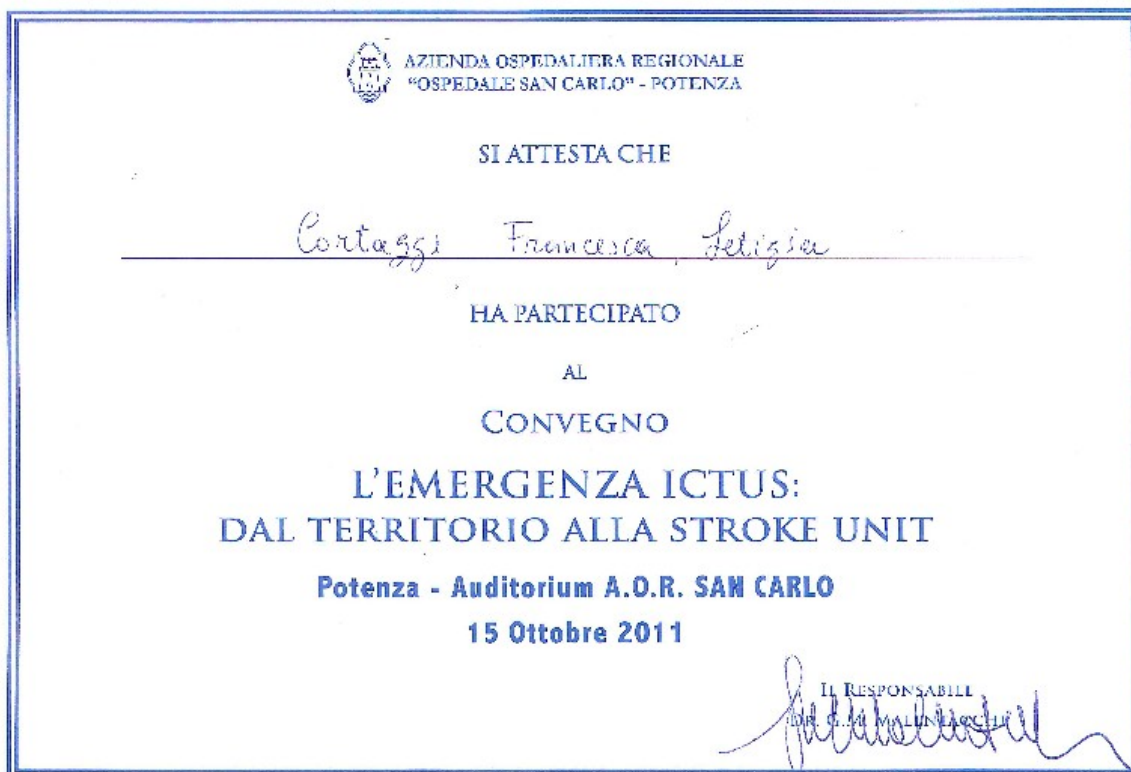 AZIENDA OSPEDALIERA REGIONALE
"OSPEDALE SAN CARLO" - POTENZA
SI ATTESTA CHE
Cortaggi Francesca, Letizia
HA PARTECIPATO
AL
CONVEGNO
L'EMERGENZA ICTUS:
DAL TERRITORIO ALLA STROKE UNIT
Potenza - Auditorium A.O.R. SAN CARLO
15 Ottobre 2011
IL RESPONSABILE
DR. G.M.